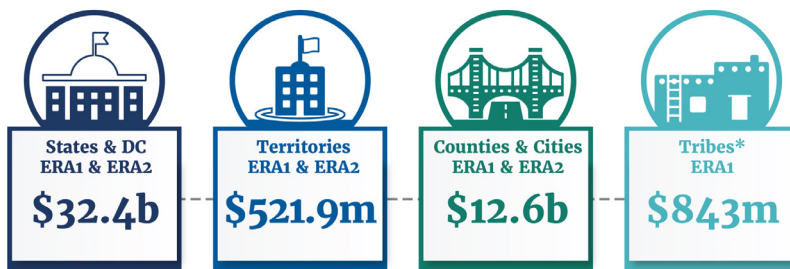 States & DC
ERA1 & ERA2
$32.4b
Territories
ERA1 & ERA2
$521.9m
Counties & Cities
ERA1 & ERA2
$12.6b
Tribes*
ERA1
$843m